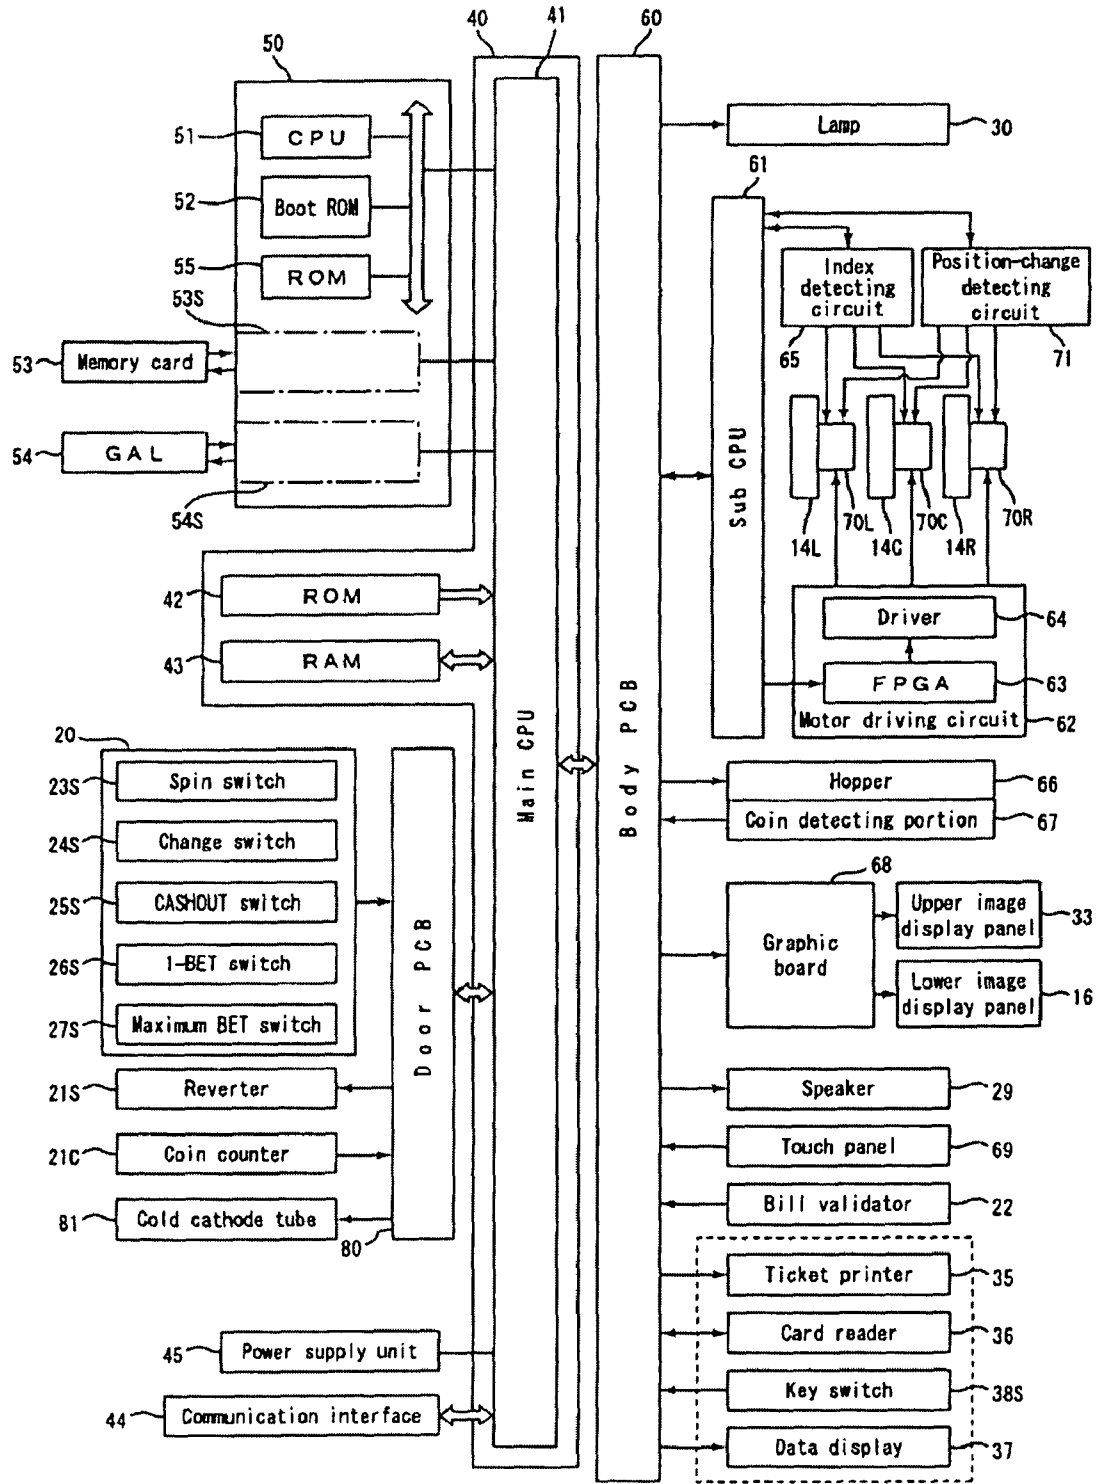 40
41
60
50
51
CPU
52
Boot ROM
55
ROM
53S
53
Memory card
54
GAL
54S
42
ROM
43
RAM
20
23S
Spin switch
24S
Change switch
25S
CASHOUT switch
26S
1-BET switch
27S
Maximum BET switch
21S
Reverter
21C
Coin counter
81
Cold cathode tube
Door PCB
80
45
Power supply unit
44
Communication interface
Main CPU
Body PCB
Lamp
30
61
Sub CPU
Index
detecting
circuit
65
Position-change
detecting
circuit
71
14L
70L
14C
70C
14R
70R
Driver
64
FPGA
63
Motor driving circuit
62
Hopper
66
Coin detecting portion
67
68
Graphic
board
Upper image
display panel
33
Lower image
display panel
16
Speaker
29
Touch panel
69
Bill validator
22
Ticket printer
35
Card reader
36
Key switch
38S
Data display
37